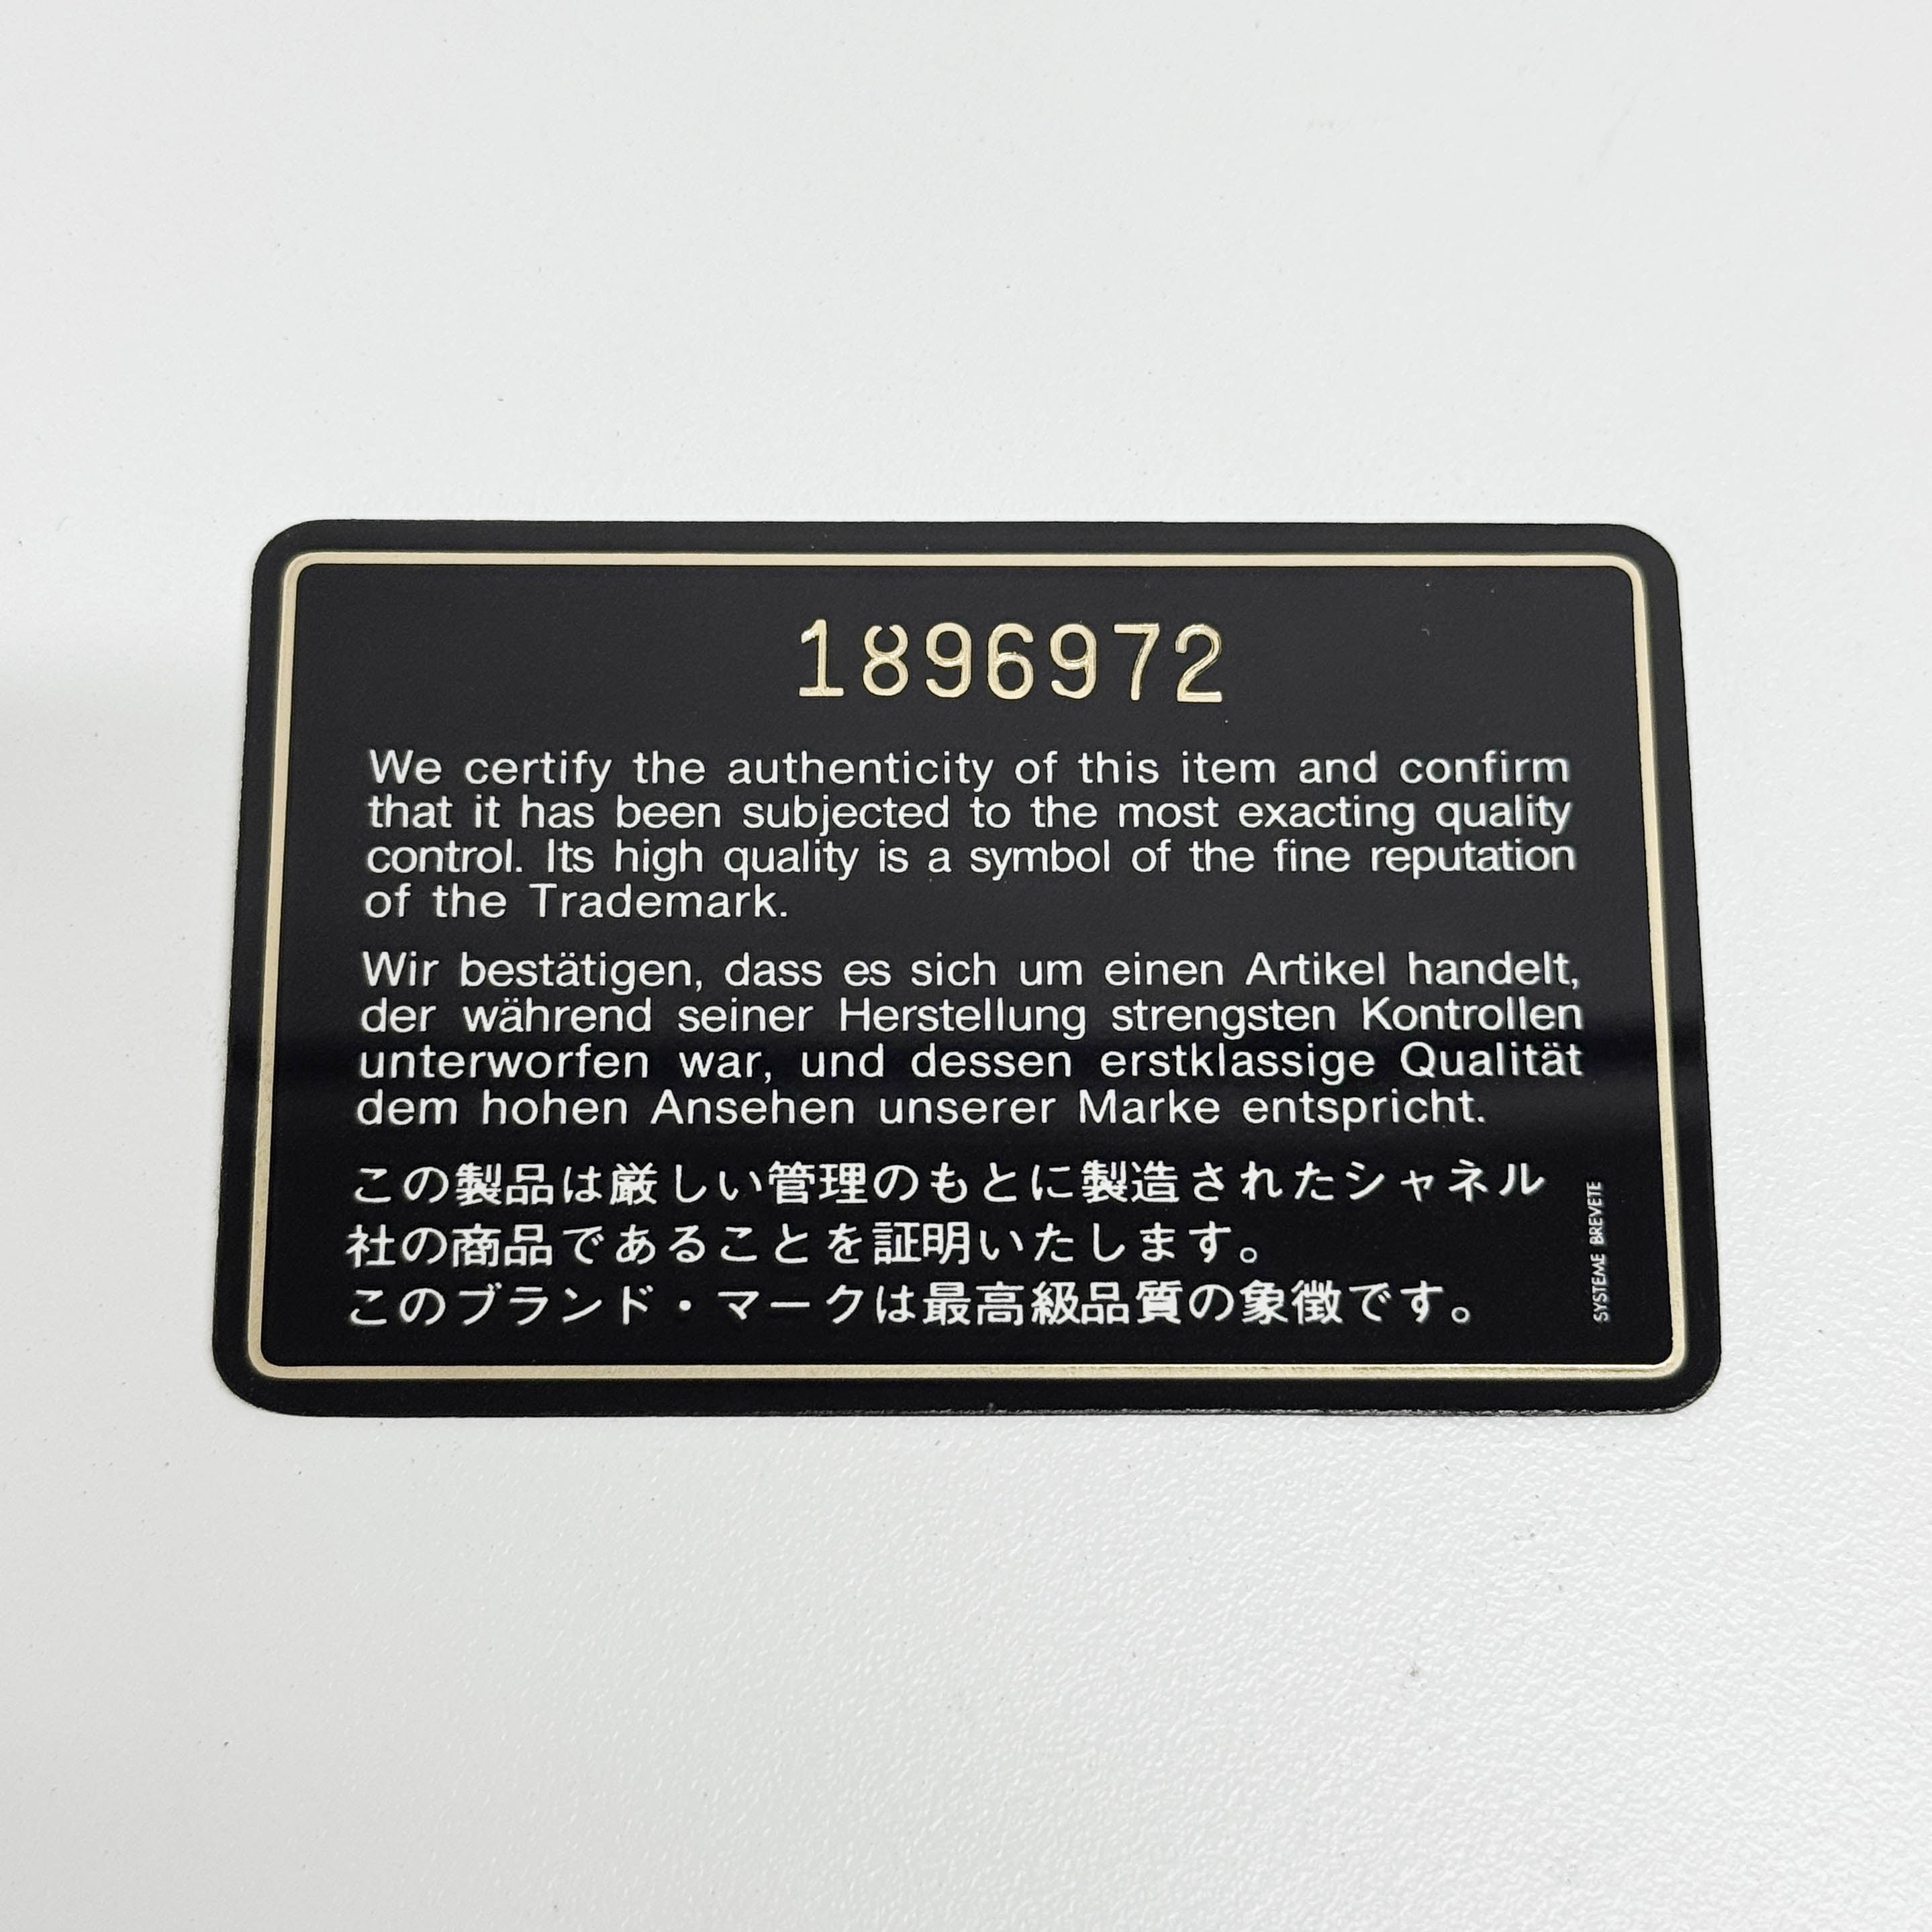 1896972
We certify the authenticity of this item and confirm
that it has been subjected to the most exacting quality
control. Its high quality is a symbol of the fine reputation
of the Trademark.
Wir bestätigen, dass es sich um einen Artikel handelt,
der während seiner Herstellung strengsten Kontrollen
unterworfen war, und dessen erstklassige Qualität
dem hohen Ansehen unserer Marke entspricht.
この製品は厳しい管理のもとに製造されたシャネル
社の商品であることを証明いたします。
このブランド・マークは最高級品質の象徴です。
SYSTEME BREVETE